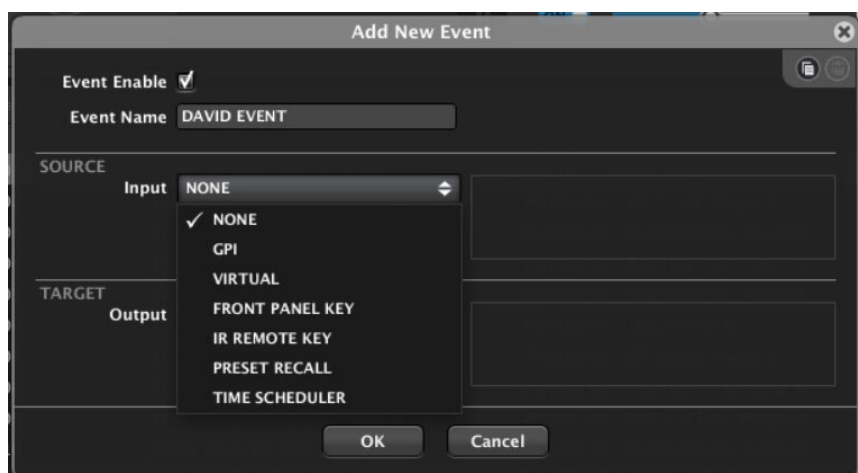 Add New Event
Event Enable
Event Name DAVID EVENT
SOURCE
Input NONE
NONE
GPI
VIRTUAL
TARGET
Output
FRONT PANEL KEY
IR REMOTE KEY
PRESET RECALL
TIME SCHEDULER
OK Cancel